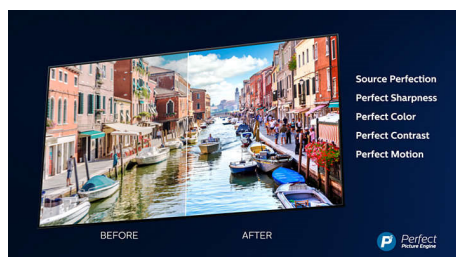 Source Perfection
Perfect Sharpness
Perfect Color
Perfect Contrast
Perfect Motion
BEFORE
AFTER
Perfect
Picture Engine